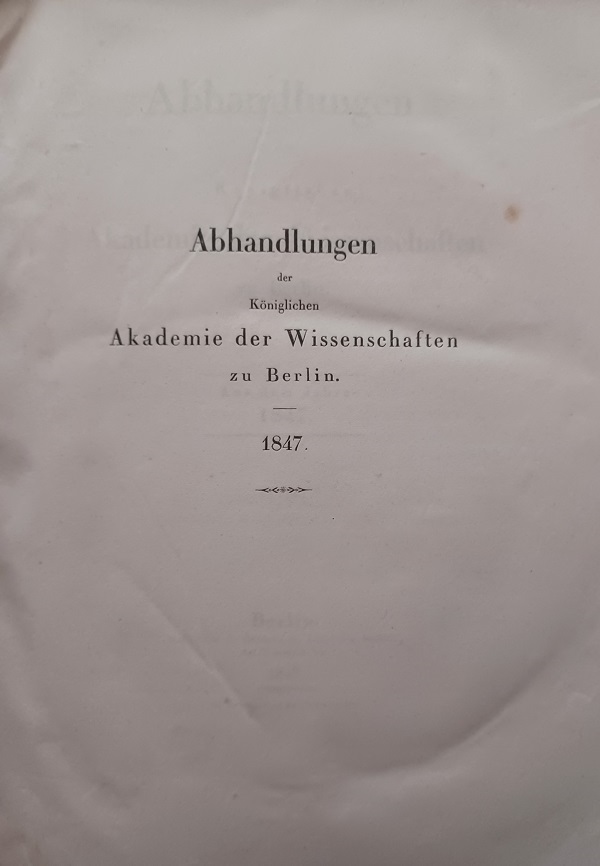 Abhandlungen
der
Königlichen
Akademie der Wissenschaften
zu Berlin.
1847.